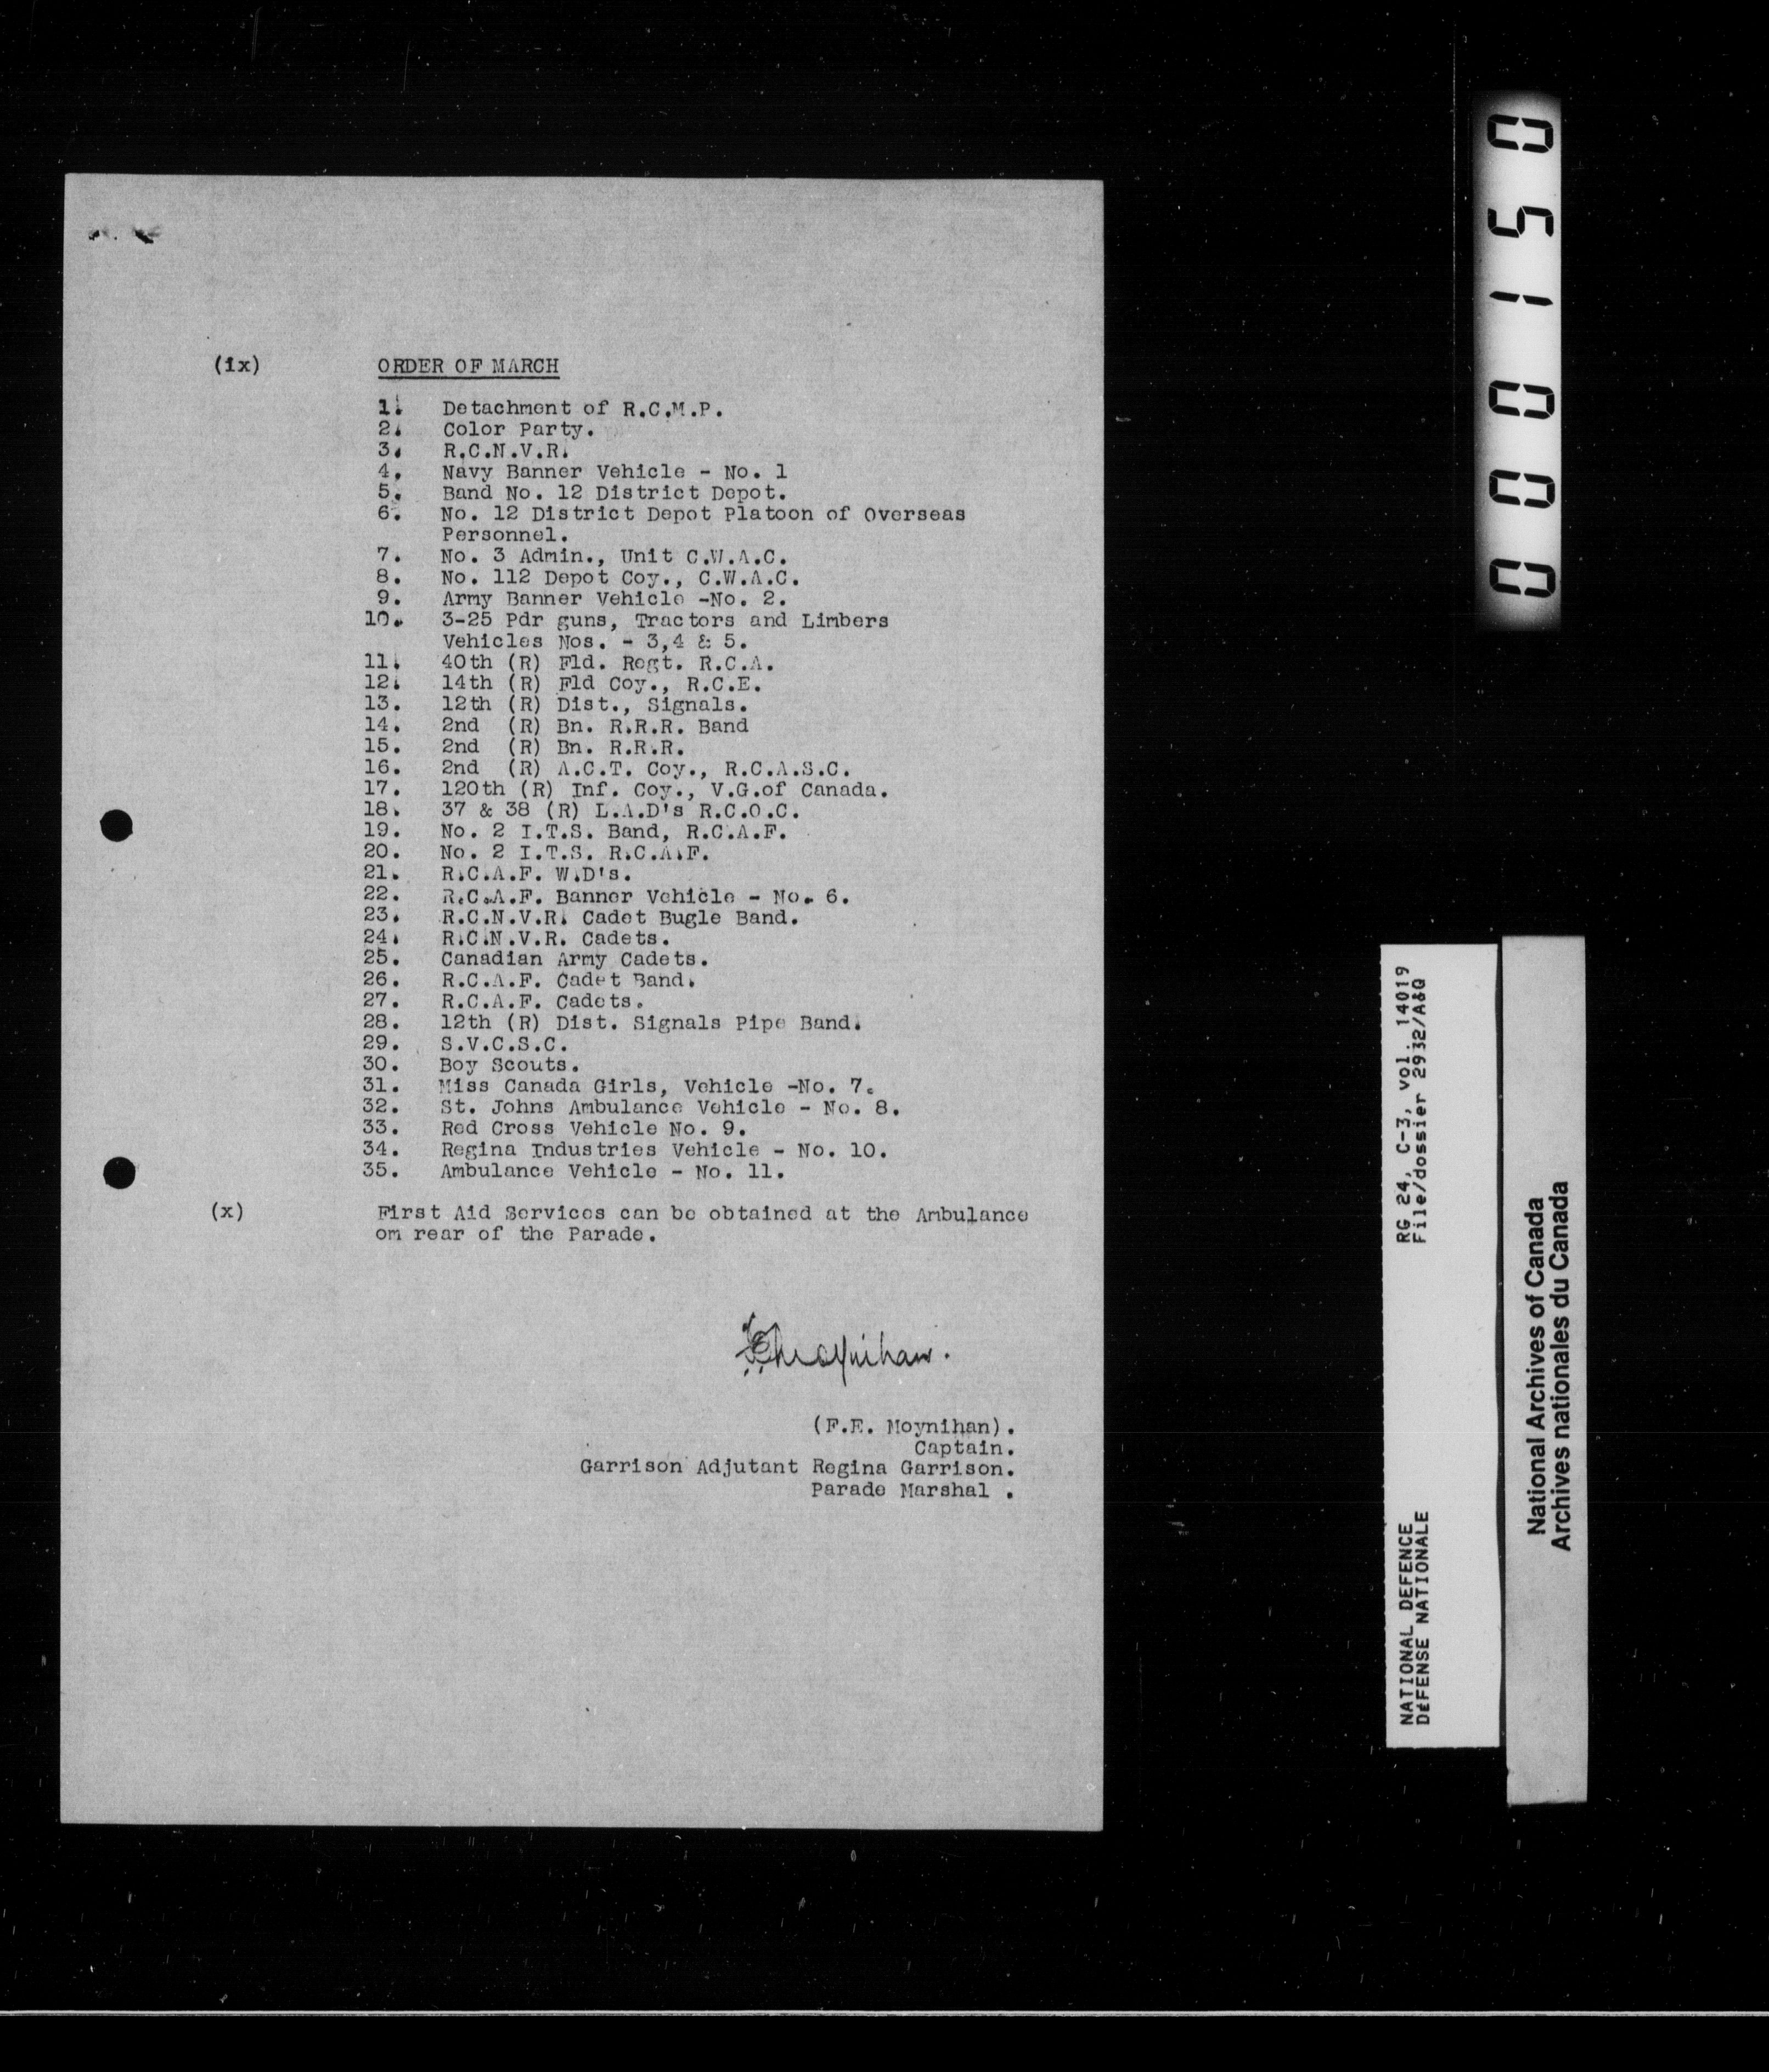 (ix) ORDER OF MARCH
1. Detachment of R.C.M.P.
2. Color Party.
3. R.C.N.V.R.
4. Navy Banner Vehicle - No. 1
5. Band No. 12 District Depot.
6. No. 12 District Depot Platoon of Overseas
Personnel.
7. No. 3 Admin., Unit C.W.A.C.
8. No. 112 Depot Coy., C.W.A.C.
9. Army Banner Vehicle -No. 2.
10. 3-25 Pdr guns, Tractors and Limbers
Vehicles Nos. - 3,4 & 5.
11. 40th (R) Fld. Regt. R.C.A.
12. 14th (R) Fld Coy., R.C.E.
13. 12th (R) Dist., Signals.
14. 2nd (R) Bn. R.R.R. Band
15. 2nd (R) Bn. R.R.R.
16. 2nd (R) A.C.T. Coy., R.C.A.S.C.
17. 120th (R) Inf. Coy., V.G.of Canada.
18. 37 & 38 (R) L.A.D's R.C.O.C.
19. No. 2 I.T.S. Band, R.C.A.F.
20. No. 2 I.T.S. R.C.A.F.
21. R.C.A.F. W.D's.
22. R.C.A.F. Banner Vehicle - No. 6.
23. R.C.N.V.R. Cadet Bugle Band.
24. R.C.N.V.R. Cadets.
25. Canadian Army Cadets.
26. R.C.A.F. Cadet Band.
27. R.C.A.F. Cadets.
28. 12th (R) Dist. Signals Pipe Band.
29. S.V.C.S.C.
30. Boy Scouts.
31. Miss Canada Girls, Vehicle -No. 7.
32. St. Johns Ambulance Vehicle - No. 8.
33. Red Cross Vehicle No. 9.
34. Regina Industries Vehicle - No. 10.
35. Ambulance Vehicle - No. 11.
(x) First Aid Services can be obtained at the Ambulance
on rear of the Parade.
FEMoynihan.
(F.E. Moynihan).
Captain.
Garrison Adjutant Regina Garrison.
Parade Marshal .
000150
NATIONAL DEFENCE RG 24, C-3, vol. 14019
DéFENSE NATIONALE File/dossier 2932/A&Q
National Archives of Canada
Archives nationales du Canada